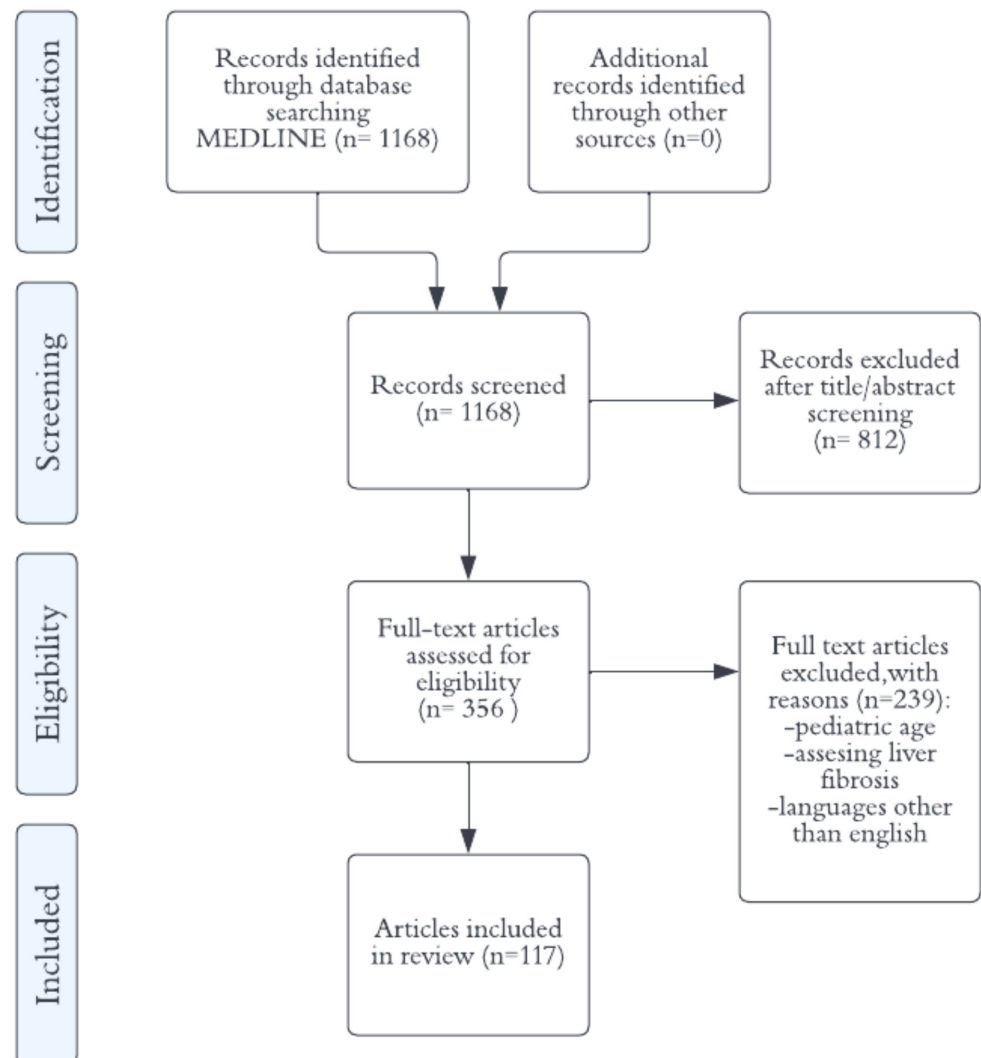 Identification
Records identified
through database
searching
MEDLINE (n= 1168)
Additional
records identified
through other
sources (n=0)
Screening
Records screened
(n= 1168)
Records excluded
after title/abstract
screening
(n= 812)
Eligibility
Full-text articles
assessed for
eligibility
(n= 356 )
Full text articles
excluded,with
reasons (n=239):
-pediatric age
-assesing liver
fibrosis
-languages other
than english
Included
Articles included
in review (n=117)